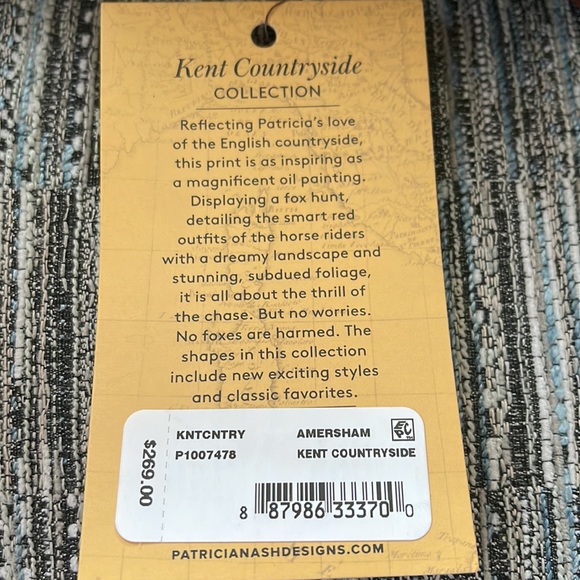 Kent Countryside
COLLECTION
Reflecting Patricia's love
of the English countryside,
this print is as inspiring as
a magnificent oil painting.
Displaying a fox hunt,
detailing the smart red
outfits of the horse riders
with a dreamy landscape and
stunning, subdued foliage,
it is all about the thrill of
the chase. But no worries.
No foxes are harmed. The
shapes in this collection
include new exciting styles
and classic favorites.
$269.00
KNTCNTRY AMERSHAM
P1007478 KENT COUNTRYSIDE
8 87986 33370 0
PATRICIANASHDESIGNS.COM